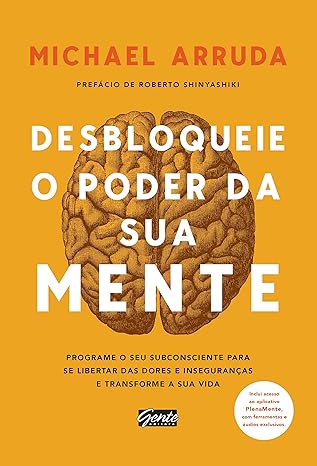 MICHAEL ARRUDA
PREFÁCIO DE ROBERTO SHINYASHIKI
DESBLOQUEIE
O PODER DA
SUA
MENTE
PROGRAME O SEU SUBCONSCIENTE PARA
SE LIBERTAR DAS DORES E INSEGURANÇAS
E TRANSFORME A SUA VIDA
Inclui acesso
ao aplicativo
PlenaMente,
com ferramentas e
áudios exclusivos.
Gente
EDITORA